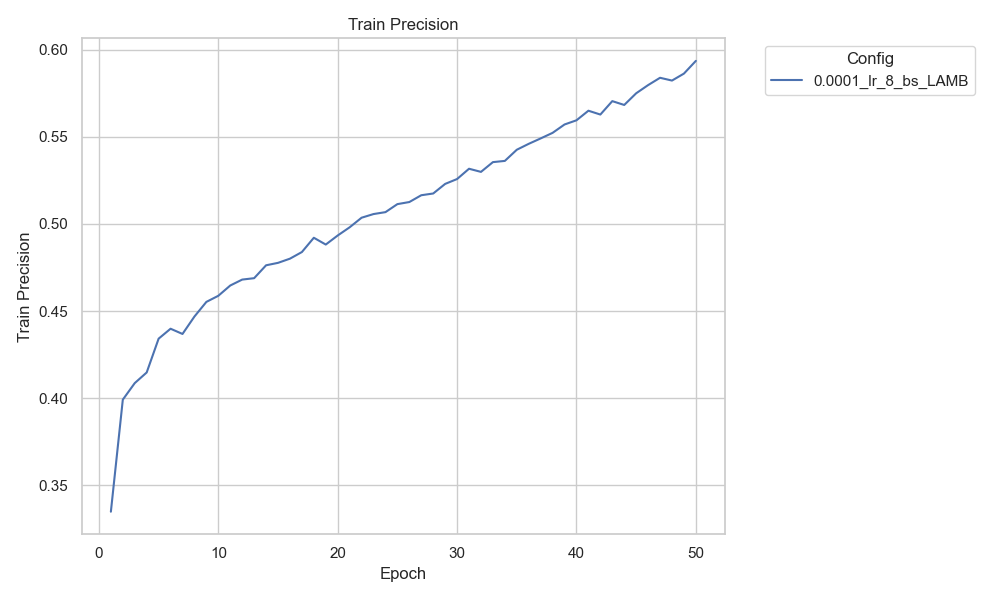 Train Precision
Config
0.0001_lr_8_bs_LAMB
Train Precision
0.60
0.55
0.50
0.45
0.40
0.35
0 10 20 30 40 50
Epoch